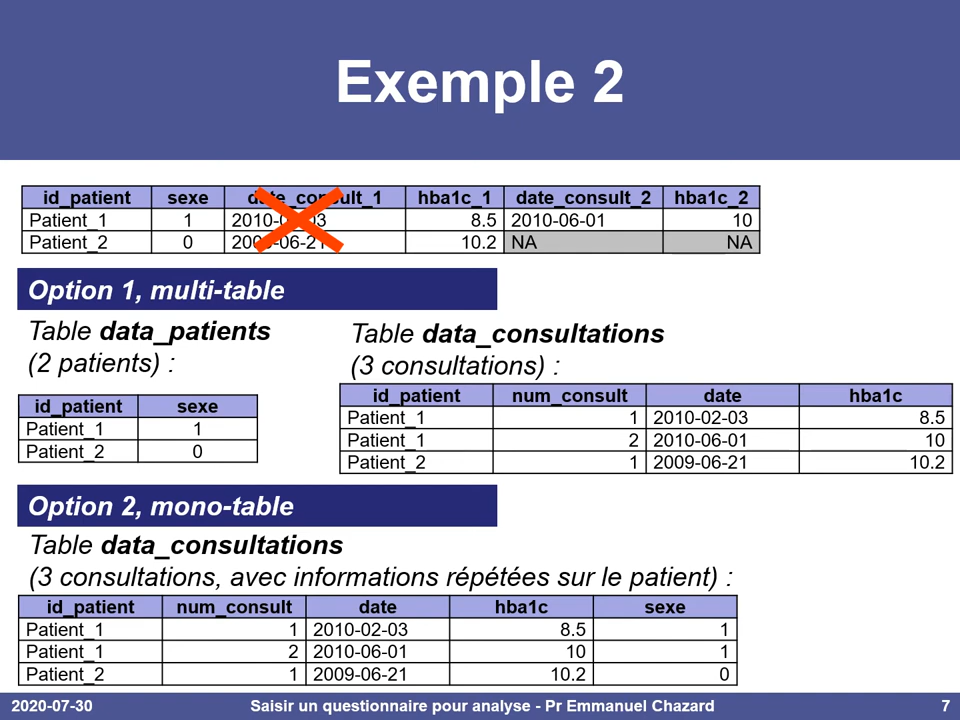 Exemple 2
id_patient sexe date_consult_1 hba1c_1 date_consult_2 hba1c_2
Patient_1 1 2010-02-03 8.5 2010-06-01 10
Patient_2 0 2009-06-21 10.2 NA NA
Option 1, multi-table
Table data_patients
(2 patients) :
id_patient sexe
Patient_1 1
Patient_2 0
Table data_consultations
(3 consultations) :
id_patient num_consult date hba1c
Patient_1 1 2010-02-03 8.5
Patient_1 2 2010-06-01 10
Patient_2 1 2009-06-21 10.2
Option 2, mono-table
Table data_consultations
(3 consultations, avec informations répétées sur le patient) :
id_patient num_consult date hba1c sexe
Patient_1 1 2010-02-03 8.5 1
Patient_1 2 2010-06-01 10 1
Patient_2 1 2009-06-21 10.2 0
2020-07-30 Saisir un questionnaire pour analyse - Pr Emmanuel Chazard 7